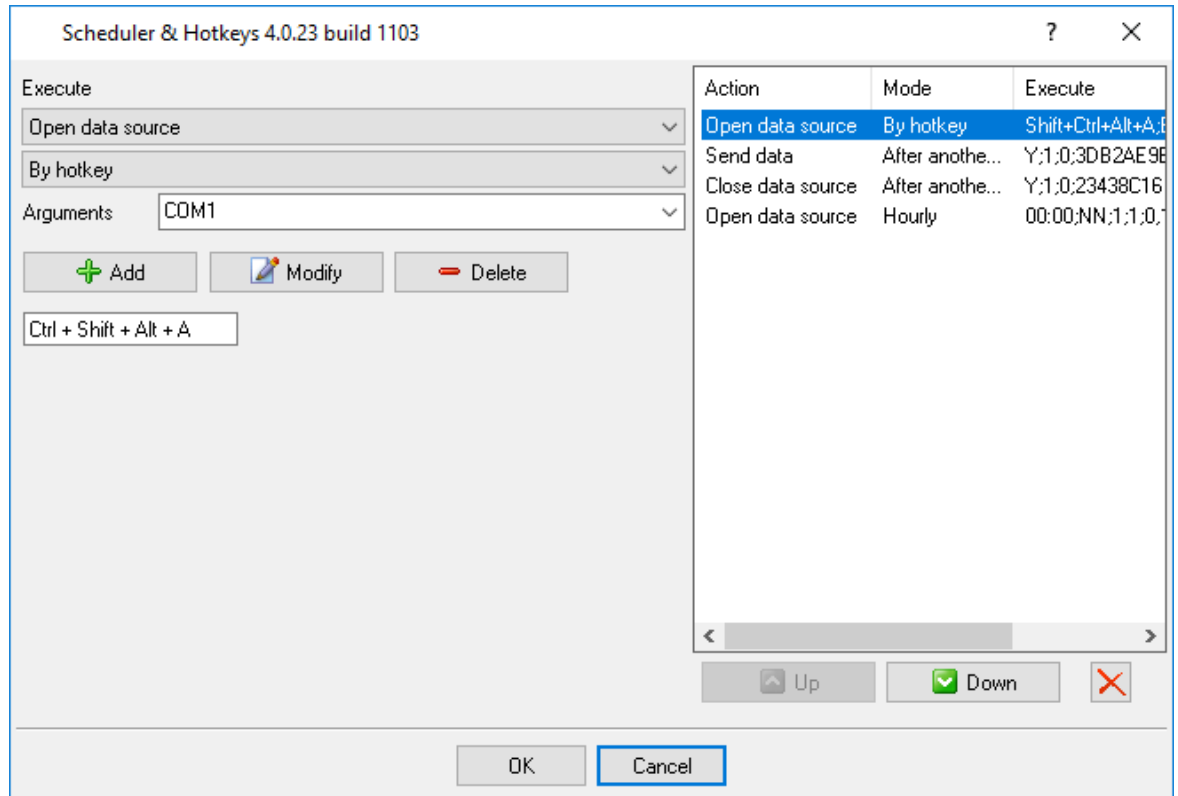 Scheduler & Hotkeys 4.0.23 build 1103
?
Execute
Open data source
By hotkey
Arguments COM1
Add Modify Delete
Ctrl + Shift + Alt + A
Action Mode Execute
Open data source By hotkey Shift+Ctrl+Alt+A;
Send data After anothe... Y;1;0;3DB2AE9E
Close data source After anothe... Y;1;0;23438C16
Open data source Hourly 00:00;NN;1;1;0,
Up Down
OK Cancel